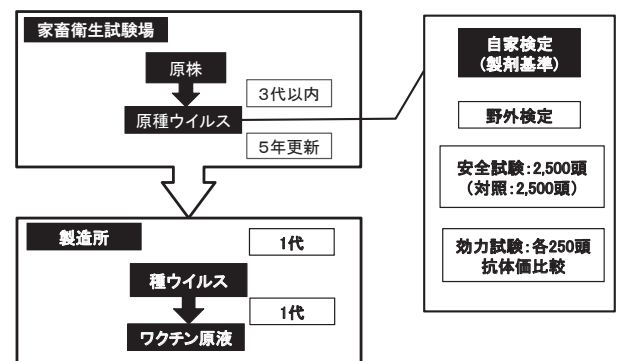 家畜衛生試験場
原株
3代以内
原種ウイルス
5年更新
製造所
1代
種ウイルス
1代
ワクチン原液
自家検定
(製剤基準)
野外検定
安全試験:2,500頭
(対照:2,500頭)
効力試験:各250頭
抗体価比較